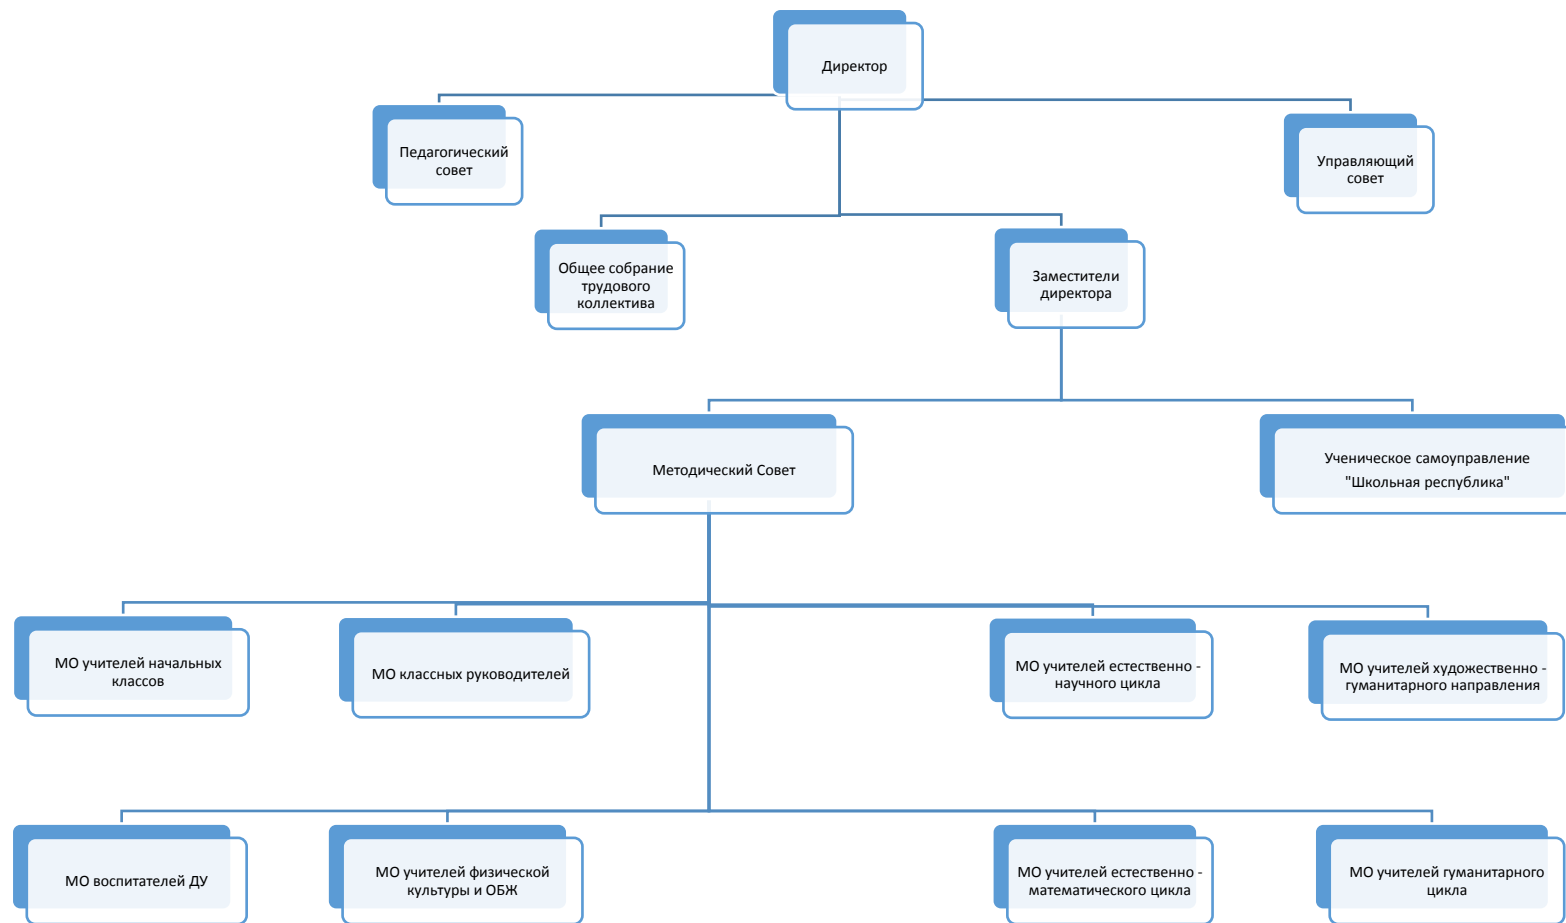 Директор
Педагогический
совет
Управляющий
совет
Общее собрание
трудового
коллектива
Заместители
директора
Методический Совет
Ученическое самоуправление
"Школьная республика"
МО учителей начальных
классов
МО классных руководителей
МО учителей естественно -
научного цикла
МО учителей художественно -
гуманитарного направления
МО воспитателей ДУ
МО учителей физической
культуры и ОБЖ
МО учителей естественно -
математического цикла
МО учителей гуманитарного
цикла